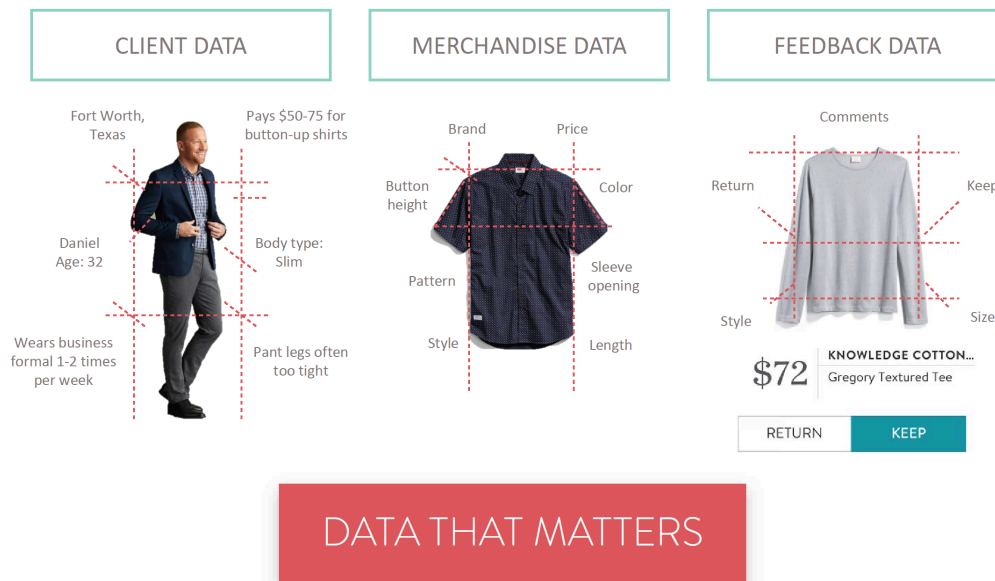 CLIENT DATA
MERCHANDISE DATA
FEEDBACK DATA
Fort Worth,
Texas
Pays $50-75 for
button-up shirts
Daniel
Age: 32
Body type:
Slim
Wears business
formal 1-2 times
per week
Pant legs often
too tight
Brand
Price
Button
height
Color
Pattern
Sleeve
opening
Style
Length
Comments
Return
Keep
Style
Size
$72
KNOWLEDGE COTTON...
Gregory Textured Tee
RETURN
KEEP
DATA THAT MATTERS